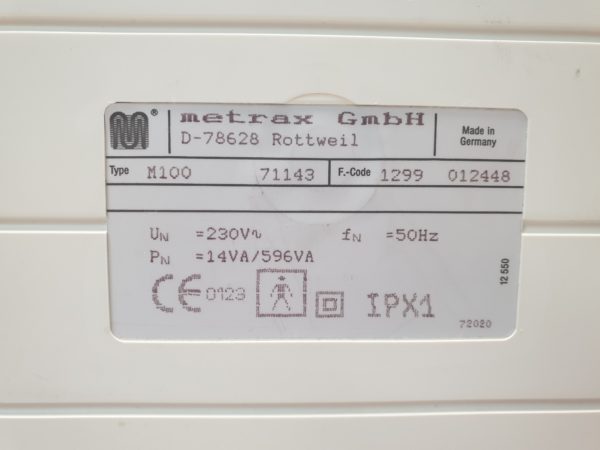 ® metrax GmbH
D-78628 Rottweil
Made in
Germany
Type M100 71143 F.-Code 1299 012448
UN =230V~ fN =50Hz
PN =14VA/596VA
12 550
CE 0123 IPX1
72020